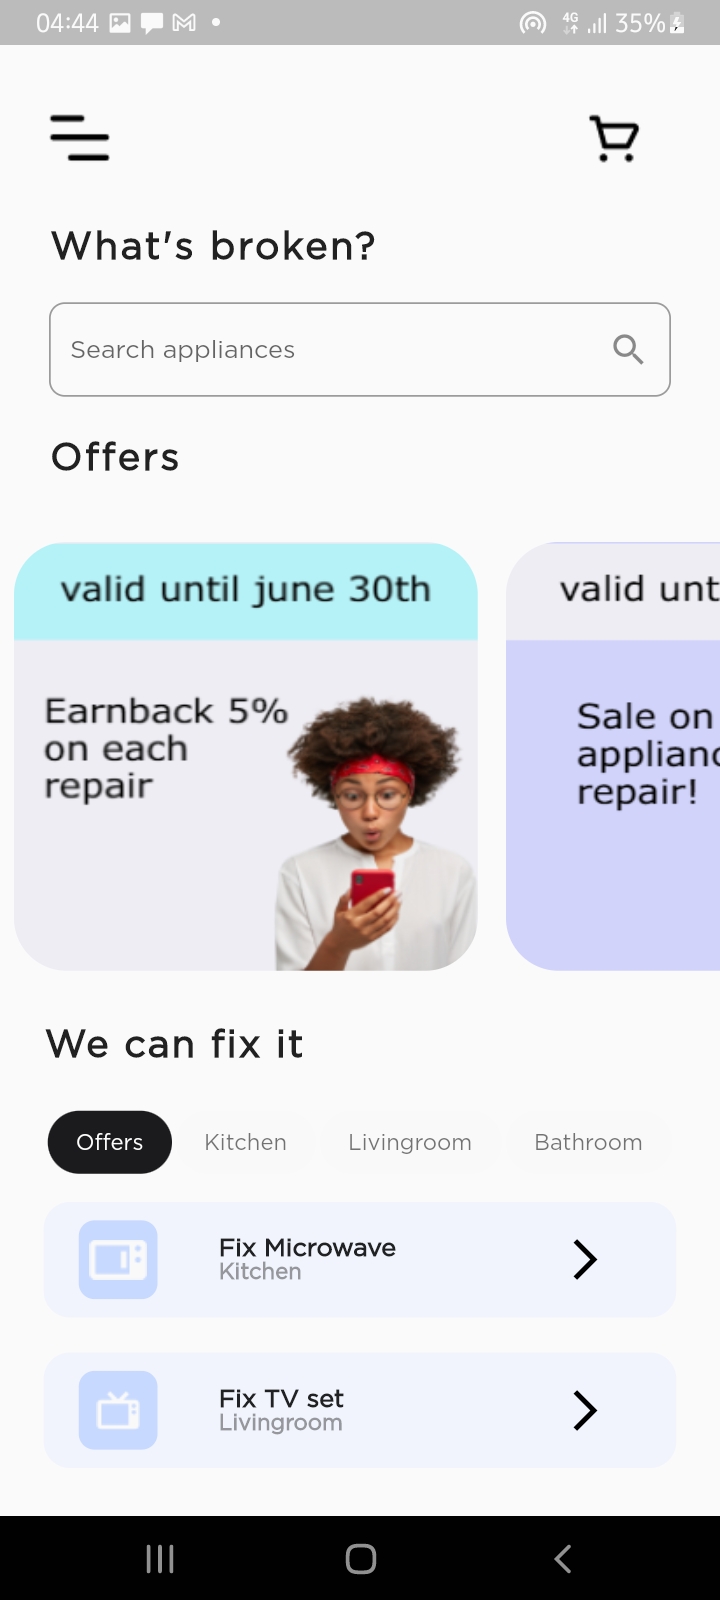 04:44
4G
35%
What's broken?
Search appliances
Offers
valid until june 30th
valid unt
Earnback 5%
on each
repair
Sale on
applianc
repair!
We can fix it
Offers
Kitchen
Livingroom
Bathroom
Fix Microwave
Kitchen
Fix TV set
Livingroom